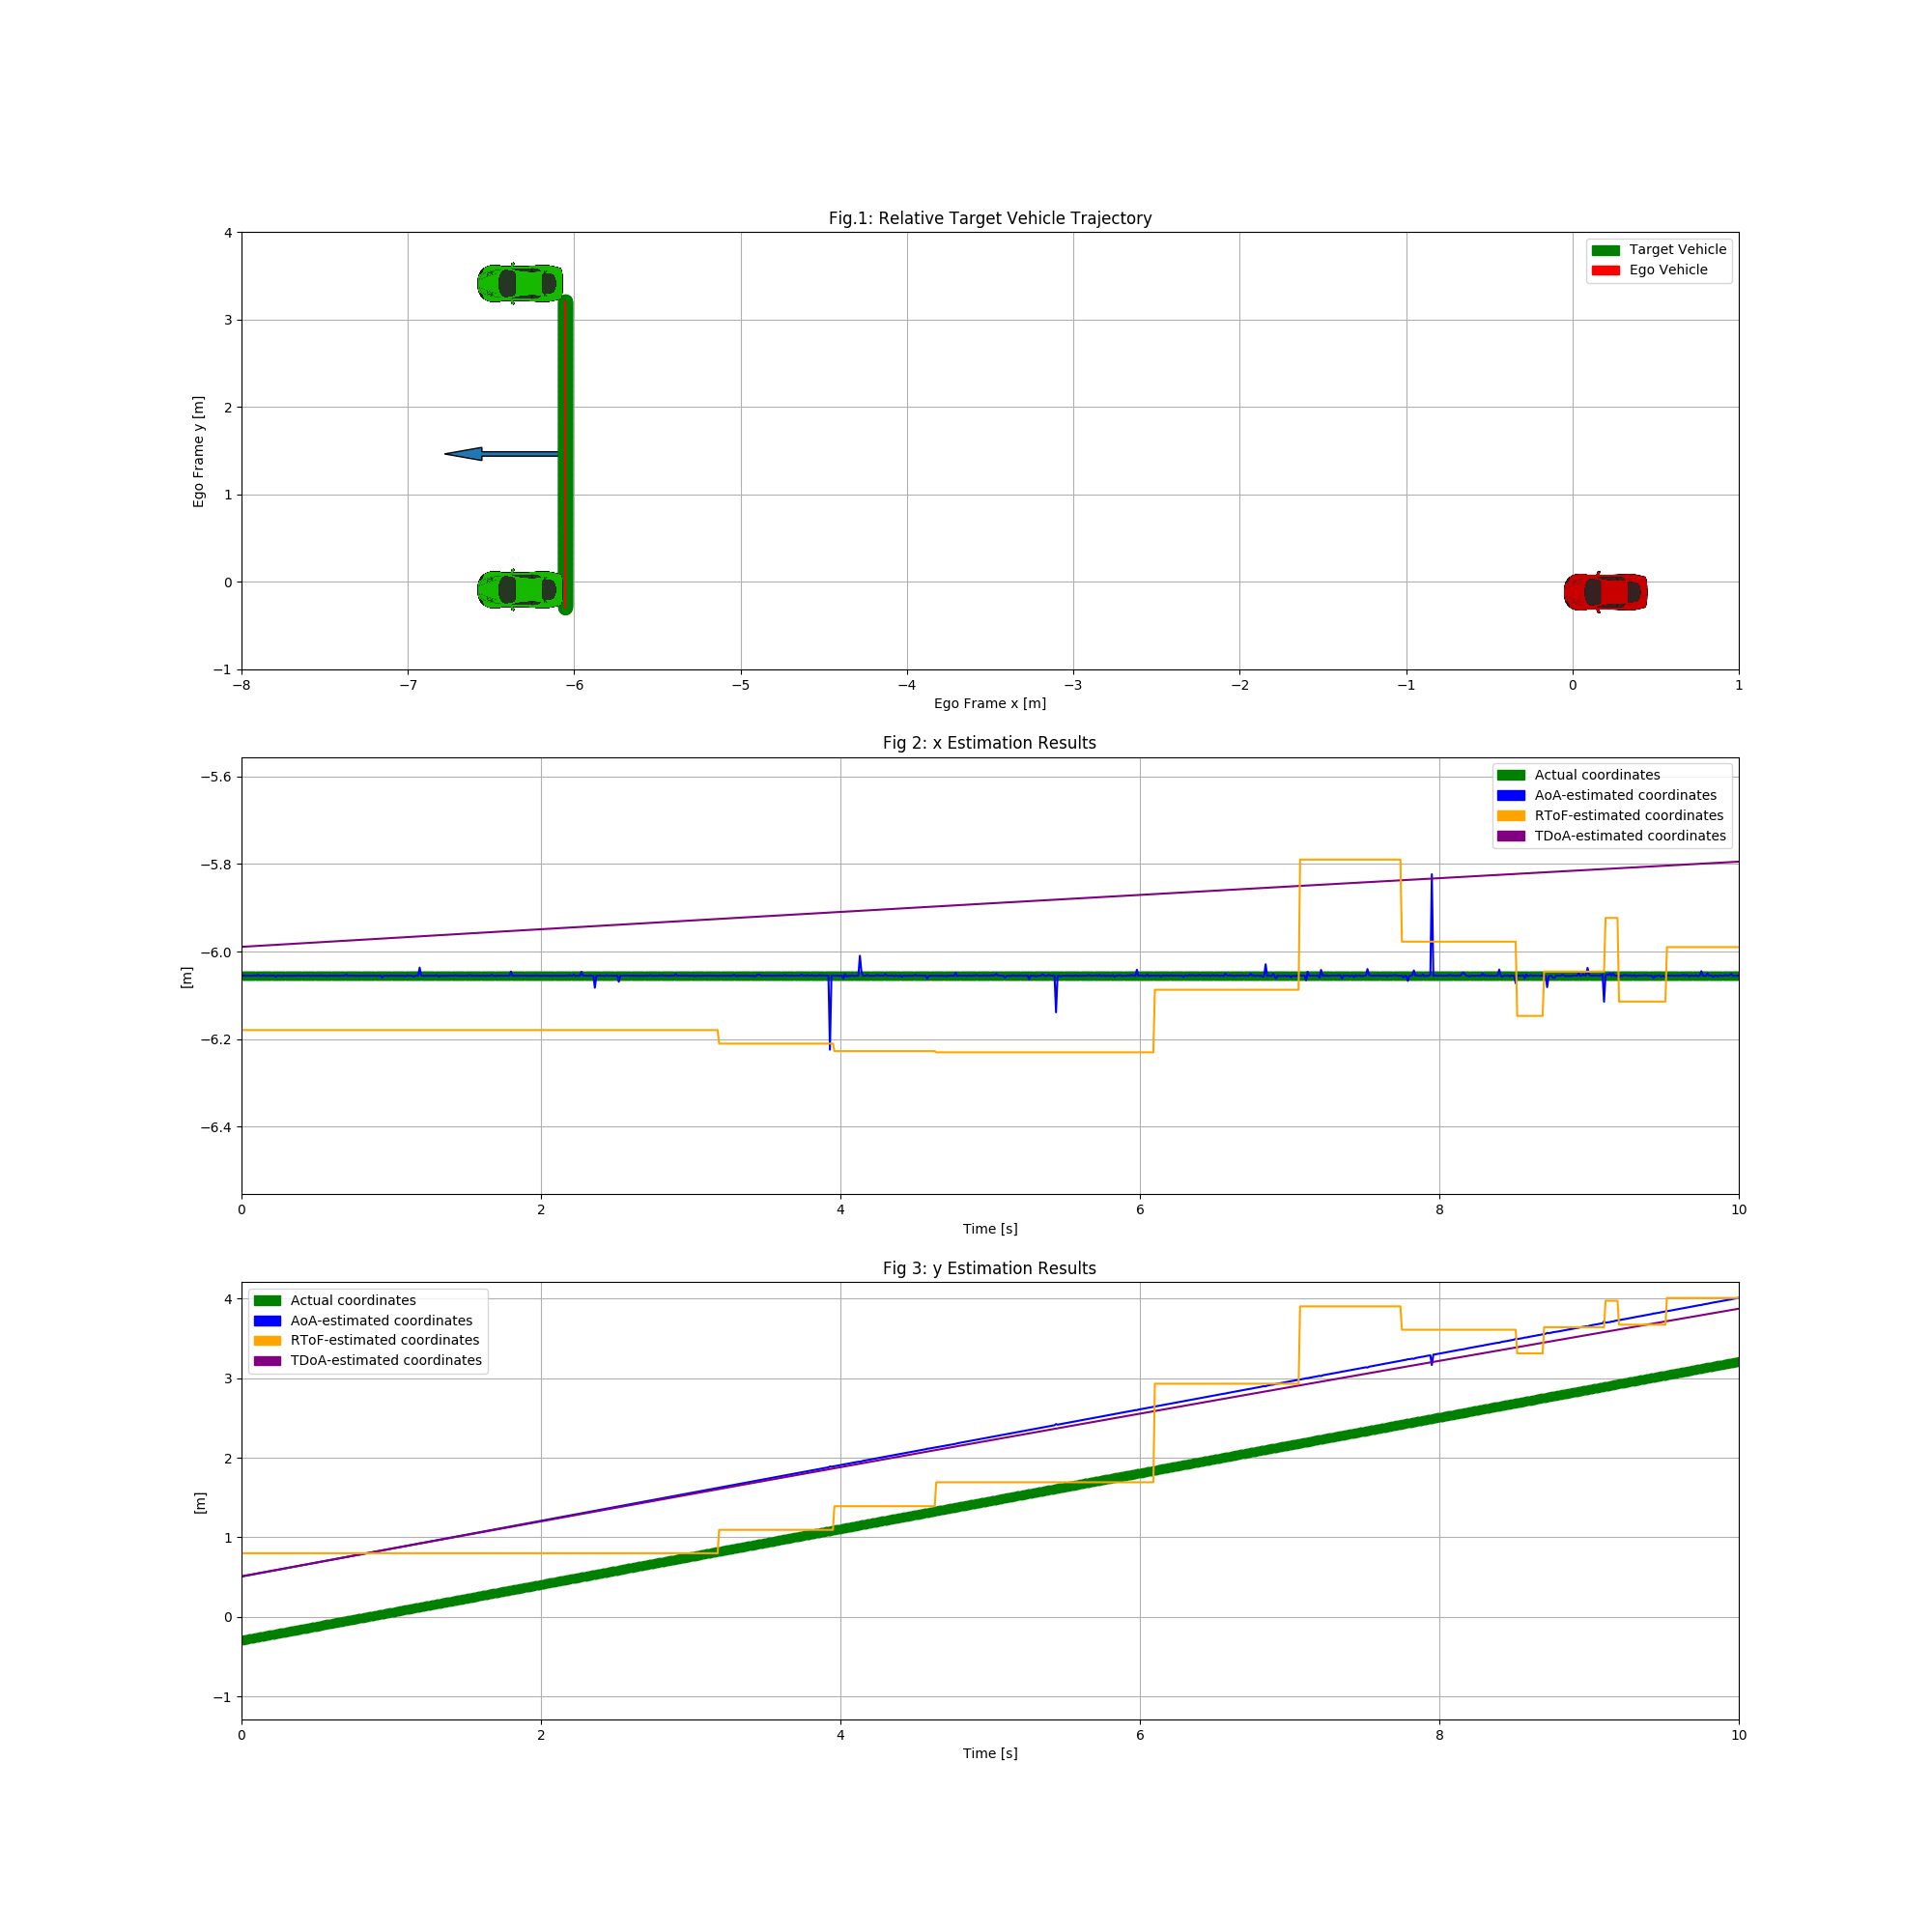 Fig.1: Relative Target Vehicle Trajectory
4
3
2
1
0
−1
Ego Frame y [m]
Target Vehicle
Ego Vehicle
−8 −7 −6 −5 −4 −3 −2 −1 0 1
Ego Frame x [m]
Fig 2: x Estimation Results
−5.6
−5.8
−6.0
−6.2
−6.4
[m]
Actual coordinates
AoA-estimated coordinates
RToF-estimated coordinates
TDoA-estimated coordinates
0 2 4 6 8 10
Time [s]
Fig 3: y Estimation Results
4
3
2
1
0
−1
[m]
Actual coordinates
AoA-estimated coordinates
RToF-estimated coordinates
TDoA-estimated coordinates
0 2 4 6 8 10
Time [s]